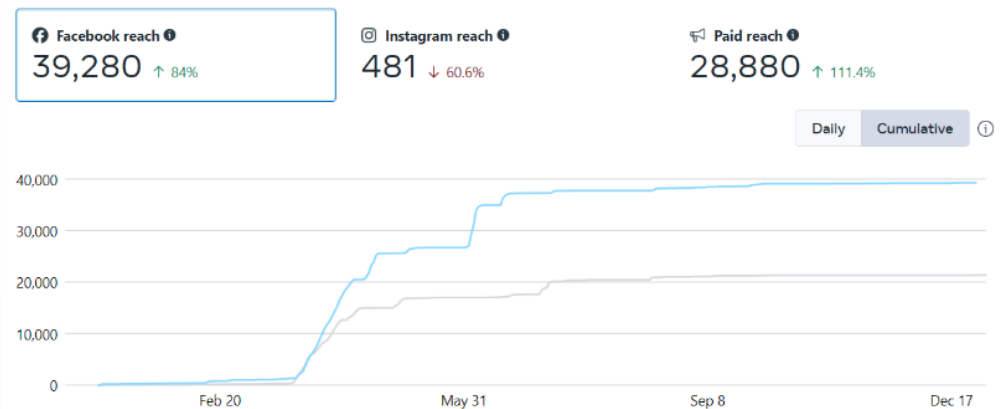 Facebook reach Instagram reach Paid reach
39,280 ↑ 84% 481 ↓ 60.6% 28,880 ↑ 111.4%
Daily Cumulative
40,000
30,000
20,000
10,000
0
Feb 20 May 31 Sep 8 Dec 17